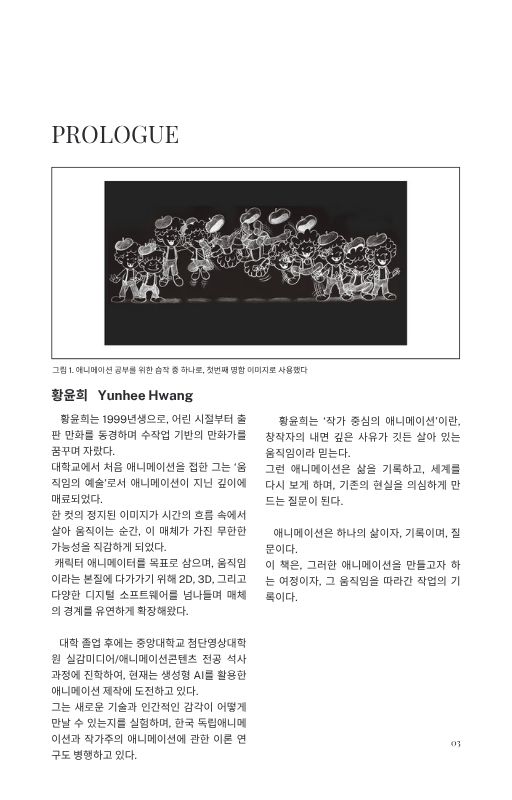 PROLOGUE
그림 1. 애니메이션 공부를 위한 습작 중 하나로, 첫번째 명함 이미지로 사용했다
황윤희 Yunhee Hwang
황윤희는 1999년생으로, 어린 시절부터 출
판 만화를 동경하며 수작업 기반의 만화가를
꿈꾸며 자랐다.
대학교에서 처음 애니메이션을 접한 그는 '움
직임의 예술'로서 애니메이션이 지닌 깊이에
매료되었다.
한 컷의 정지된 이미지가 시간의 흐름 속에서
살아 움직이는 순간, 이 매체가 가진 무한한
가능성을 직감하게 되었다.
캐릭터 애니메이터를 목표로 삼으며, 움직임
이라는 본질에 다가가기 위해 2D, 3D, 그리고
다양한 디지털 소프트웨어를 넘나들며 매체
의 경계를 유연하게 확장해왔다.
대학 졸업 후에는 중앙대학교 첨단영상대학
원 실감미디어/애니메이션콘텐츠 전공 석사
과정에 진학하여, 현재는 생성형 AI를 활용한
애니메이션 제작에 도전하고 있다.
그는 새로운 기술과 인간적인 감각이 어떻게
만날 수 있는지를 실험하며, 한국 독립애니메
이션과 작가주의 애니메이션에 관한 이론 연
구도 병행하고 있다.
황윤희는 '작가 중심의 애니메이션'이란,
창작자의 내면 깊은 사유가 깃든 살아 있는
움직임이라 믿는다.
그런 애니메이션은 삶을 기록하고, 세계를
다시 보게 하며, 기존의 현실을 의심하게 만
드는 질문이 된다.
애니메이션은 하나의 삶이자, 기록이며, 질
문이다.
이 책은, 그러한 애니메이션을 만들고자 하
는 여정이자, 그 움직임을 따라간 작업의 기
록이다.
03